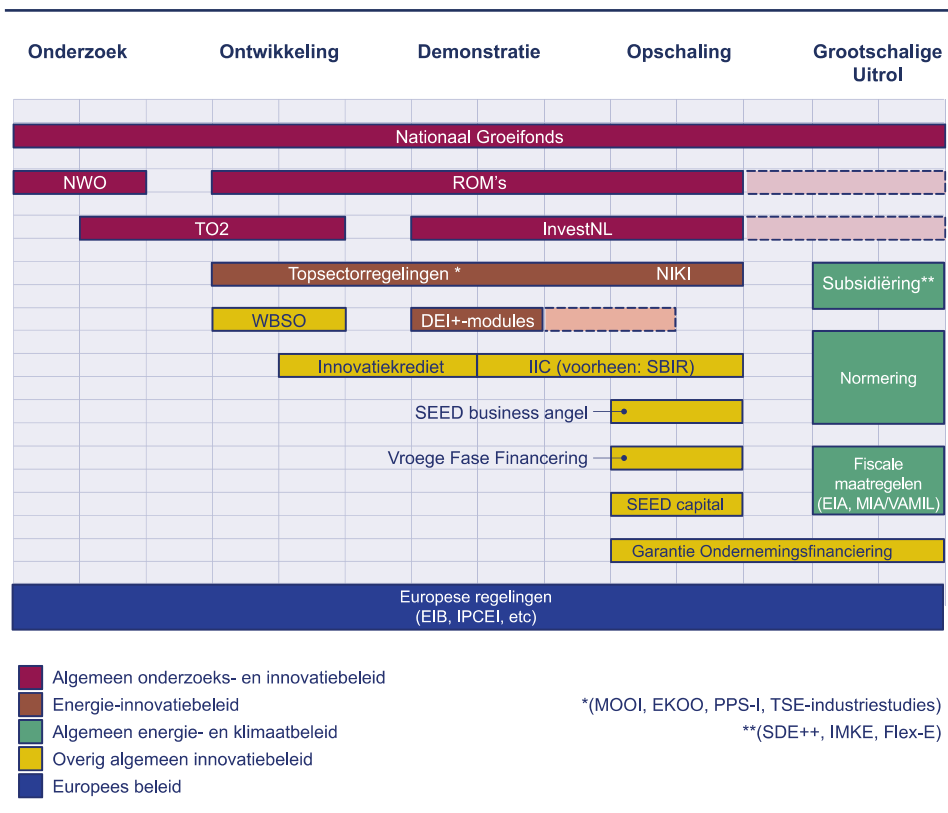 Onderzoek
Ontwikkeling
Demonstratie
Opschaling
Grootschalige
Uitrol
Nationaal Groeifonds
NWO
ROM's
TO2
InvestNL
Topsectorregelingen *
NIKI
Subsidiëring**
WBSO
DEI+-modules
Innovatiekrediet
IIC (voorheen: SBIR)
Normering
SEED business angel
Vroege Fase Financering
Fiscale
maatregelen
(EIA, MIA/VAMIL)
SEED capital
Garantie Ondernemingsfinanciering
Europese regelingen
(EIB, IPCEI, etc)
Algemeen onderzoeks- en innovatiebeleid
Energie-innovatiebeleid
*(MOOI, EKOO, PPS-I, TSE-industriestudies)
Algemeen energie- en klimaatbeleid
**(SDE++, IMKE, Flex-E)
Overig algemeen innovatiebeleid
Europees beleid